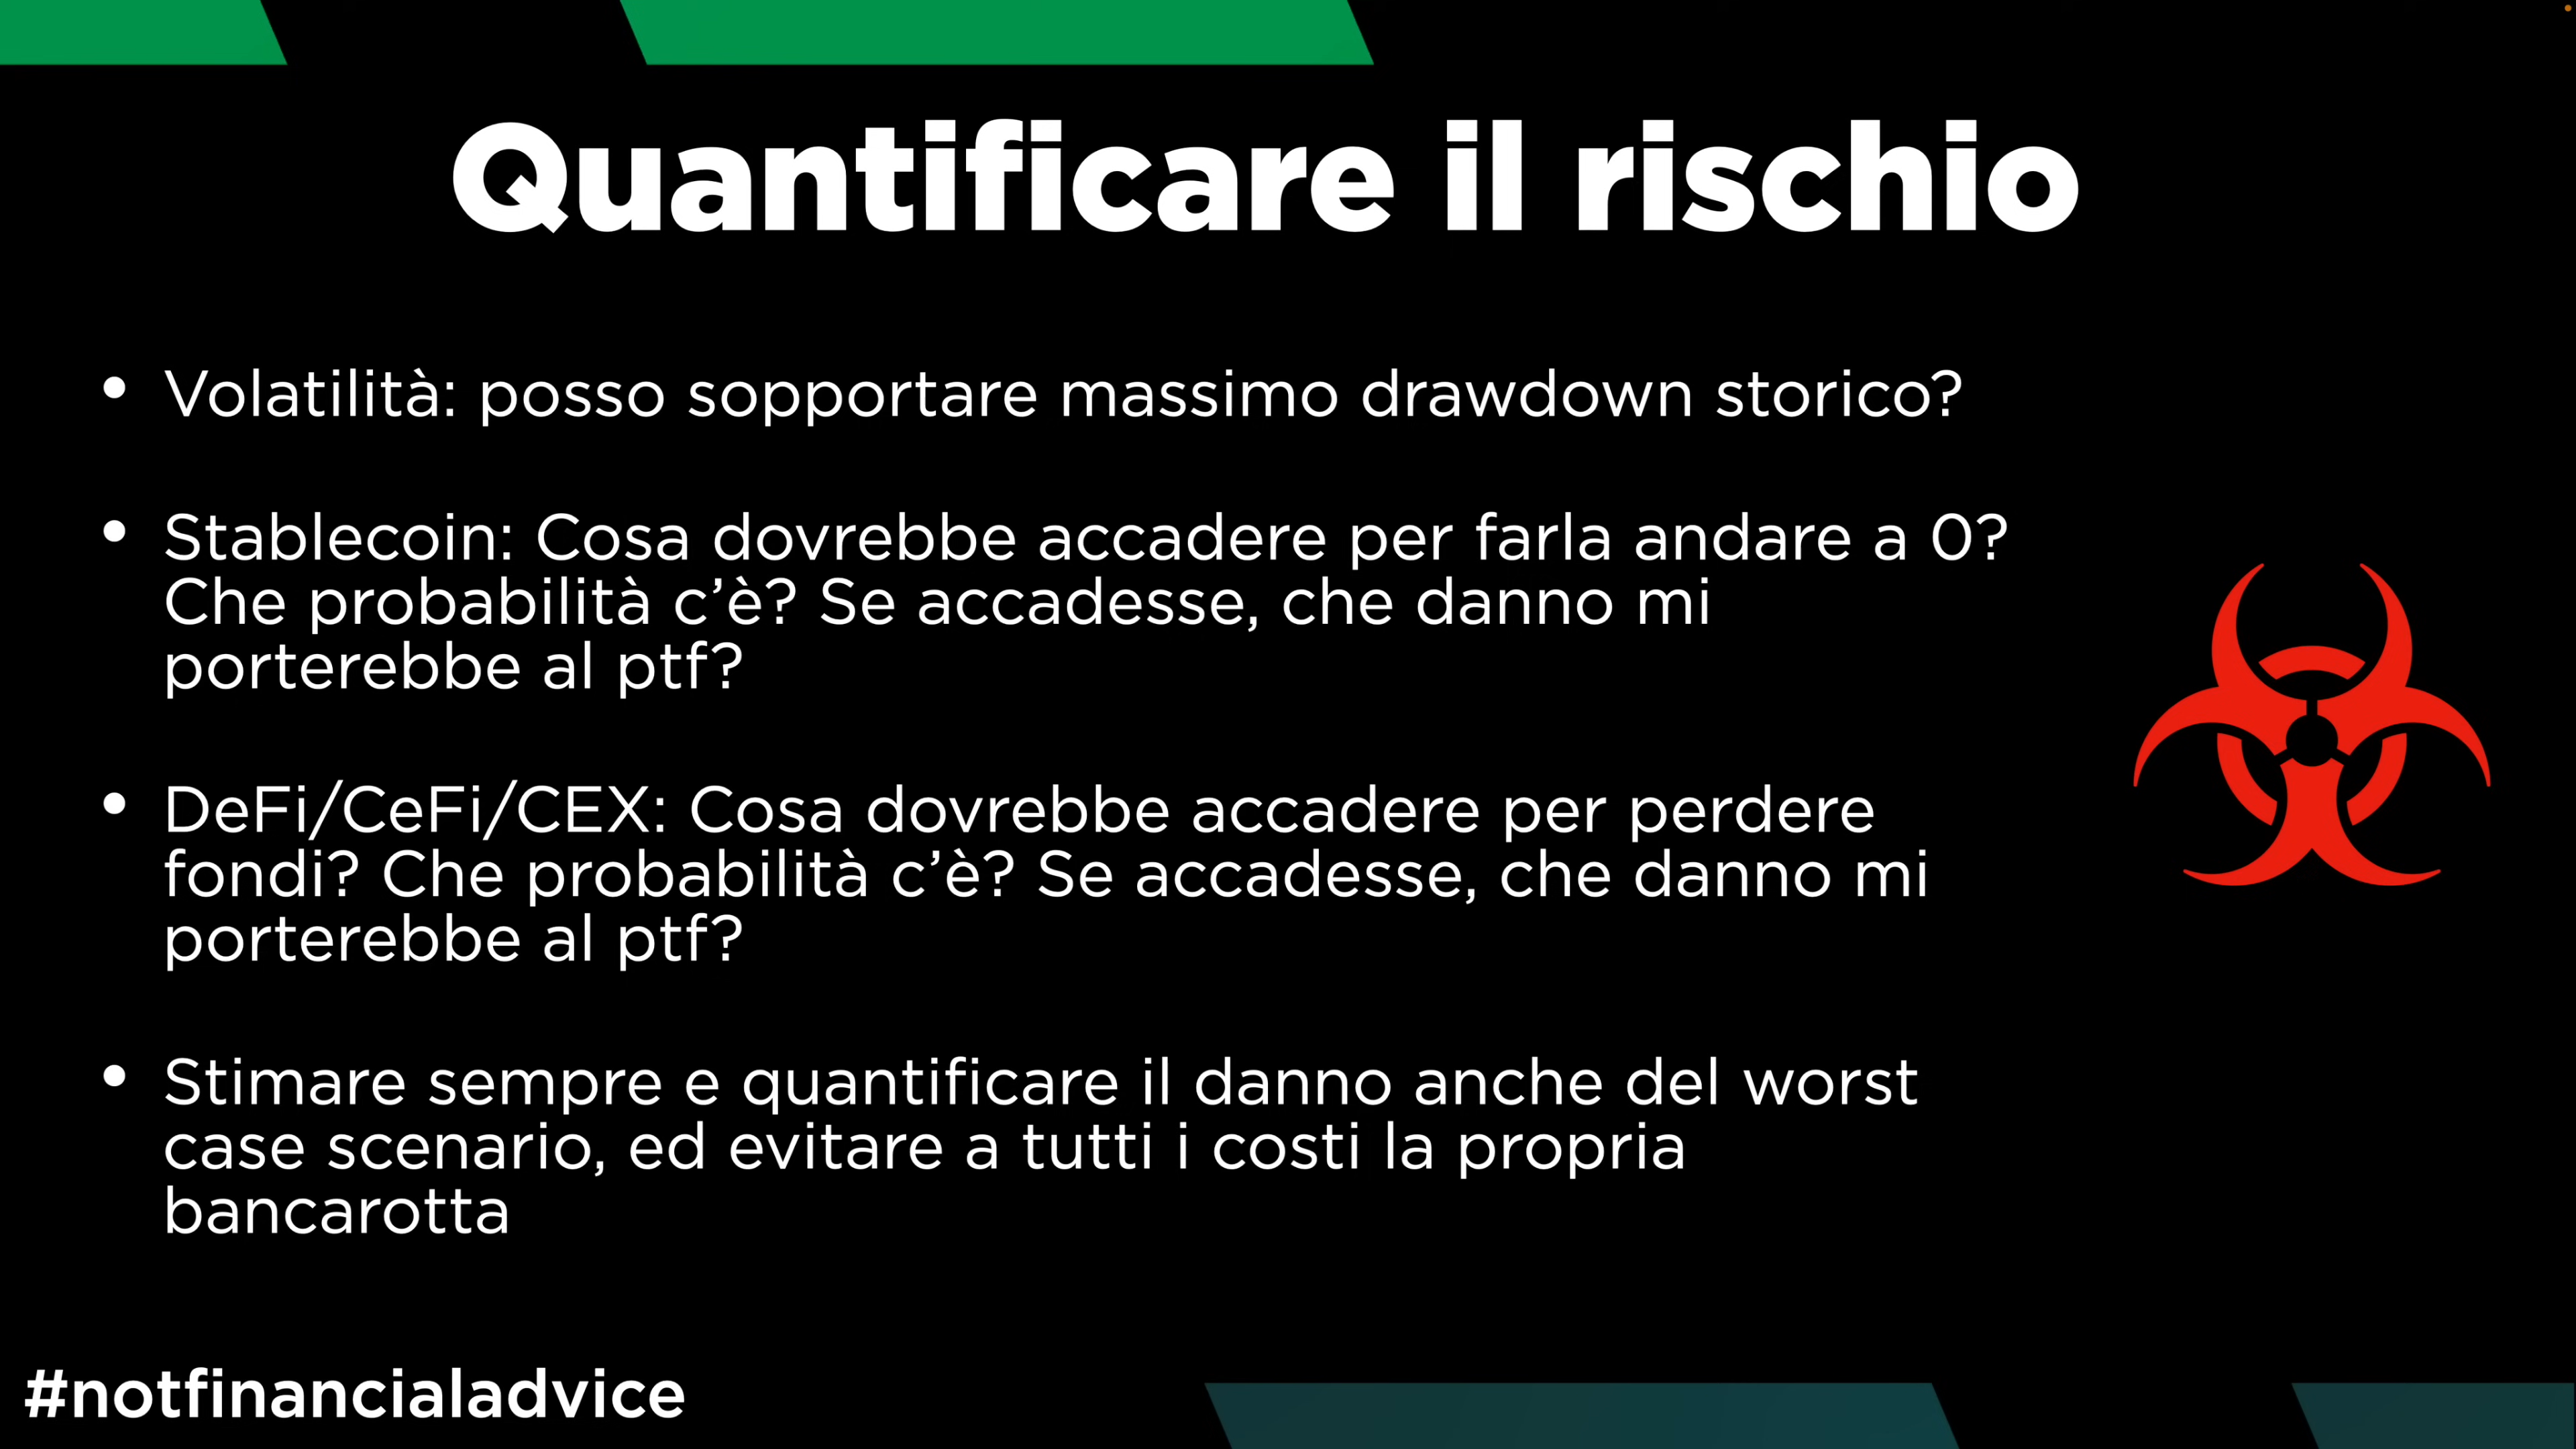 Quantificare il rischio
• Volatilità: posso sopportare massimo drawdown storico?
• Stablecoin: Cosa dovrebbe accadere per farla andare a 0?
Che probabilità c’è? Se accadesse, che danno mi
porterebbe al ptf?
• DeFi/CeFi/CEX: Cosa dovrebbe accadere per perdere
fondi? Che probabilità c’è? Se accadesse, che danno mi
porterebbe al ptf?
• Stimare sempre e quantificare il danno anche del worst
case scenario, ed evitare a tutti i costi la propria
bancarotta
#notfinancialadvice